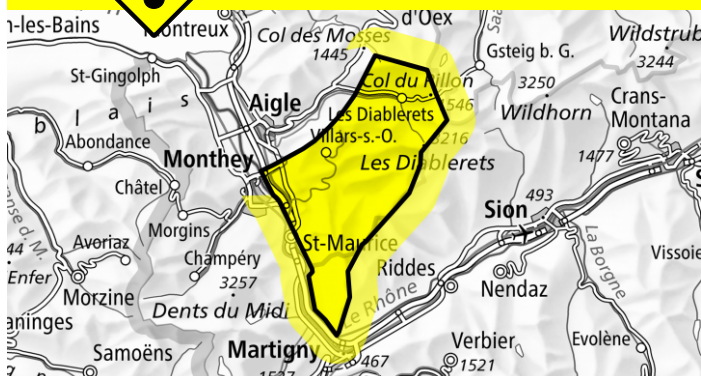 n-les-Bains
Montreux
d'Oex
Col des Mosses
1445
Wildstrub
3244
Gsteig b. G.
St-Gingolph
Col du Pillon
1546
3250
Wildhorn
Crans-
Montana
Aigle
b l a i s
Les Diablerets
Villars-s.-O.
3216
Abondance
Monthey
Les Diablerets
1477
Châtel
Sion
493
Morgins
St-Maurice
La Borgne
Avoriaz
Champéry
Riddes
Vissoie
44
Enfer
3257
Nendaz
Morzine
Dents du Midi
Le Rhône
aninges
Verbier
1521
Evolène
Samoëns
Martigny
467